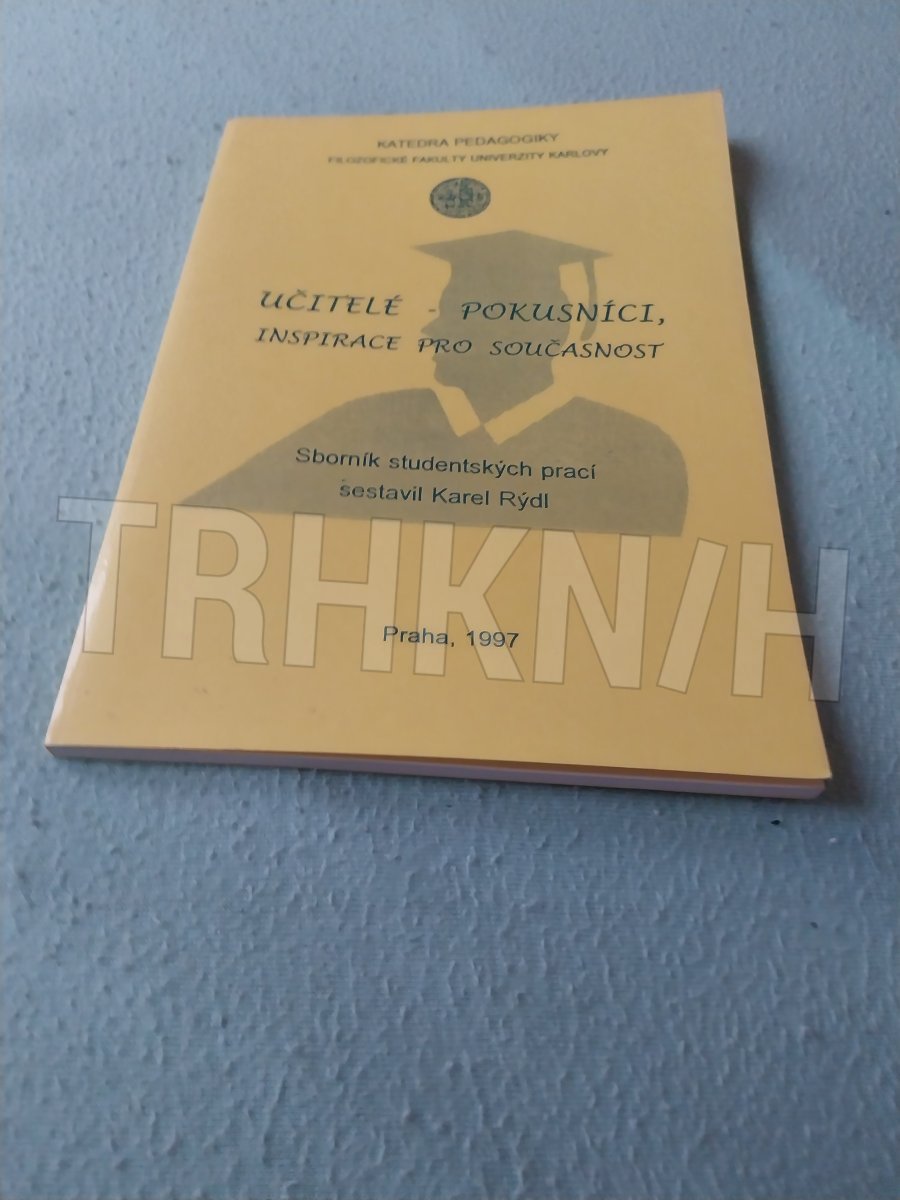 KATEDRA PEDAGOGIKY
FILOZOFICKÉ FAKULTY UNIVERZITY KARLOVY
UČITELÉ - POKUSNÍCI,
INSPIRACE PRO SOUČASNOST
Sborník studentských prací
sestavil Karel Rýdl
TRHKN/H
Praha, 1997